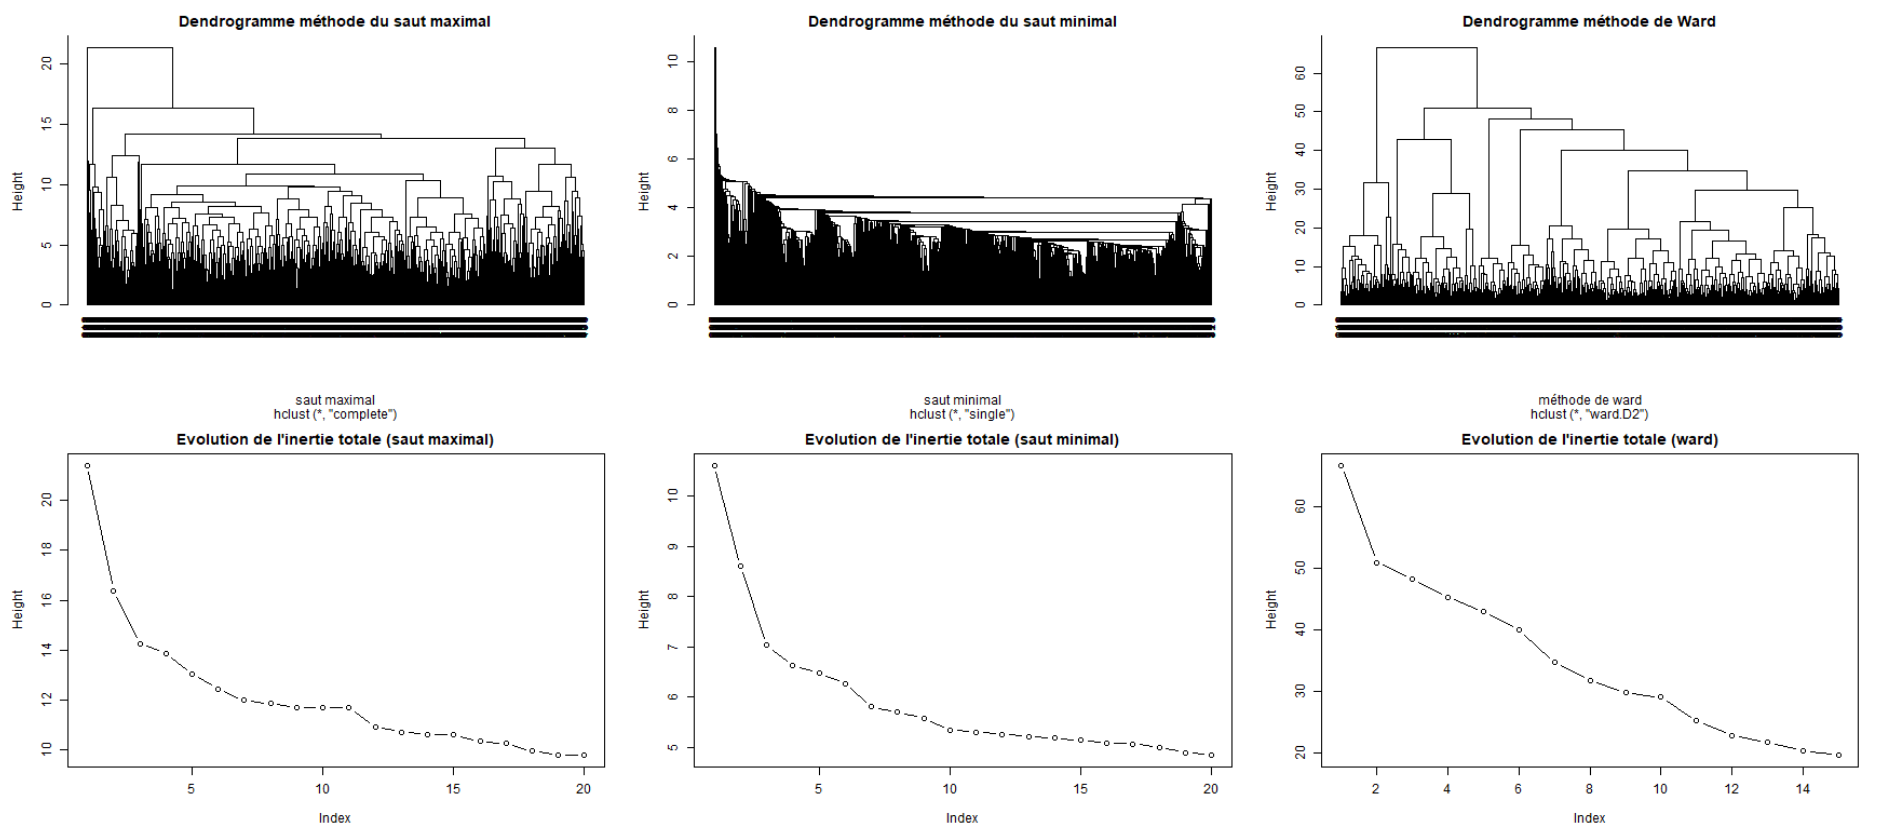 Dendrogramme méthode du saut maximal
Height
20
15
10
5
0
saut maximal
hclust (*, "complete")
Dendrogramme méthode du saut minimal
Height
10
8
6
4
2
0
saut minimal
hclust (*, "single")
Dendrogramme méthode de Ward
Height
60
50
40
30
20
10
0
méthode de ward
hclust (*, "ward.D2")
Evolution de l'inertie totale (saut maximal)
Height
20
18
16
14
12
10
5 10 15 20
Index
Evolution de l'inertie totale (saut minimal)
Height
10
9
8
7
6
5
5 10 15 20
Index
Evolution de l'inertie totale (ward)
Height
60
50
40
30
20
2 4 6 8 10 12 14
Index